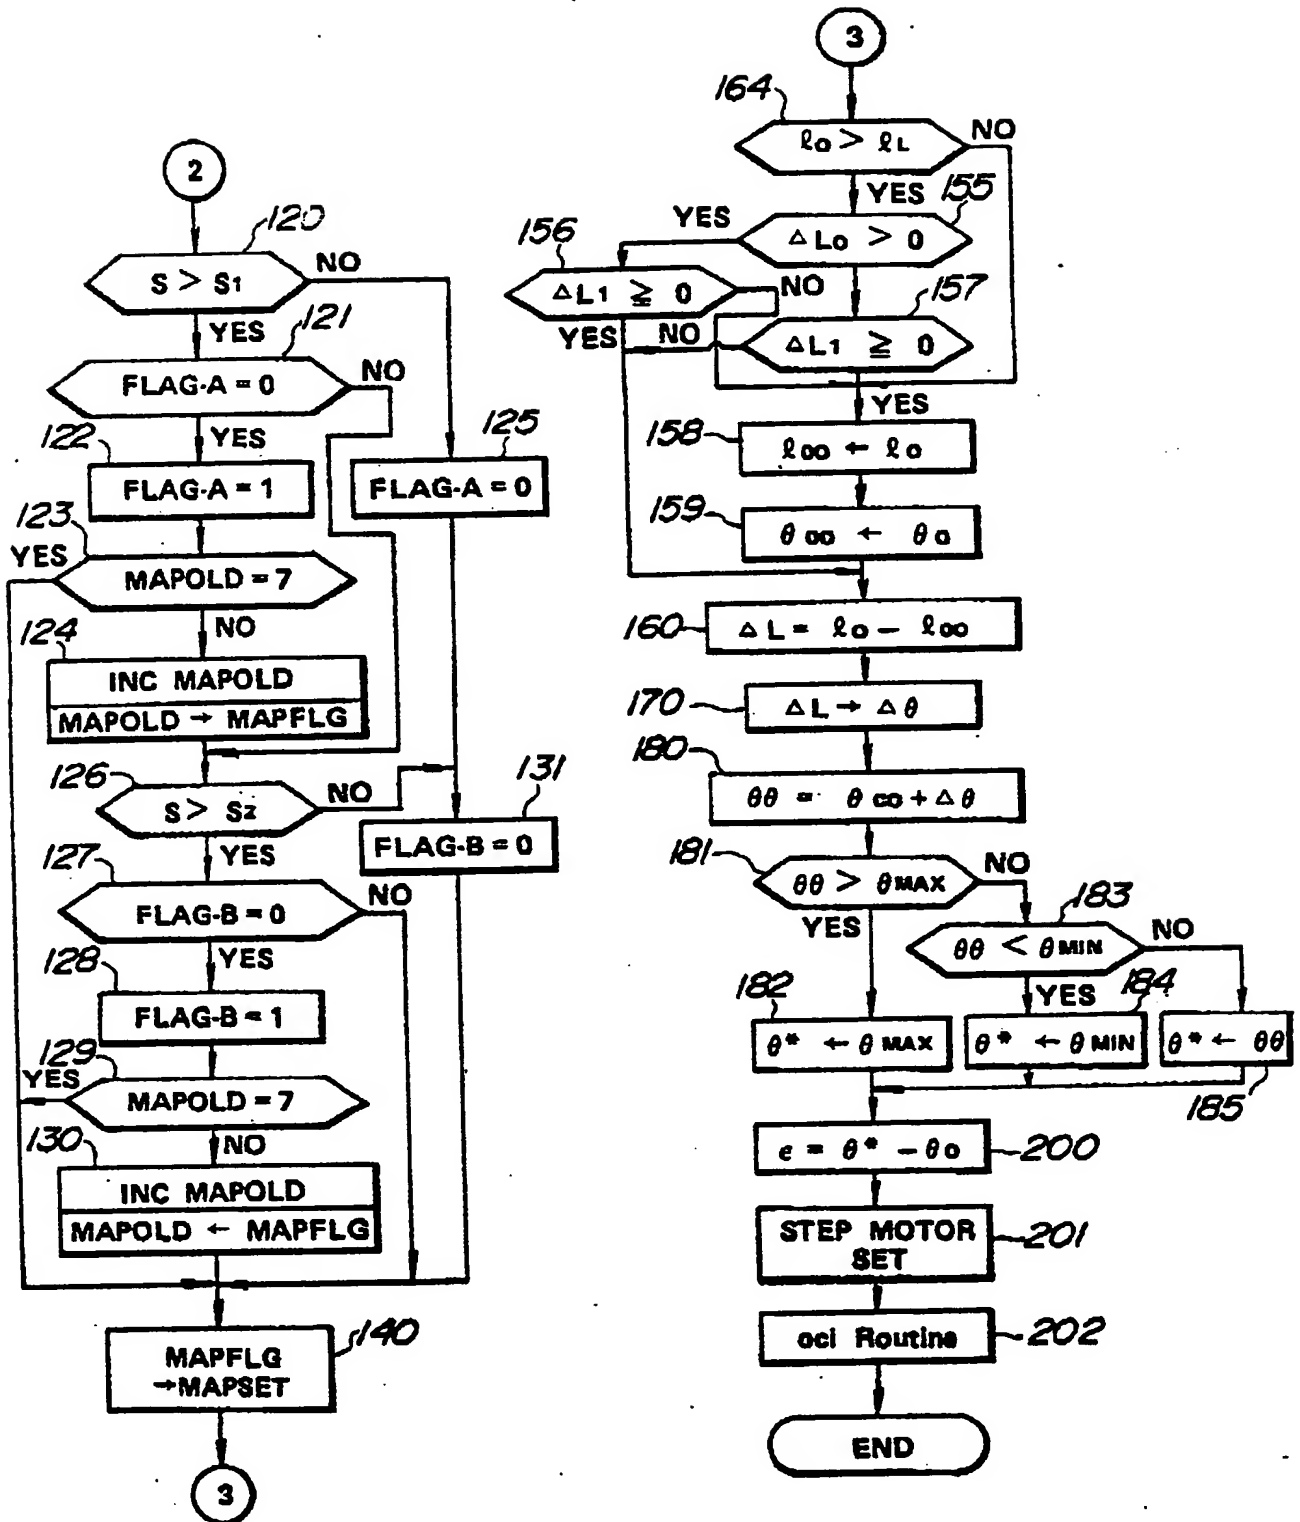 2
120
S > S1
NO
YES
121
FLAG-A = 0
NO
YES
122
FLAG-A = 1
125
FLAG-A = 0
123
YES
MAPOLD = 7
NO
124
INC MAPOLD
MAPOLD → MAPFLG
126
S > S2
NO
YES
131
FLAG-B = 0
127
FLAG-B = 0
NO
YES
128
FLAG-B = 1
129
YES
MAPOLD = 7
NO
130
INC MAPOLD
MAPOLD ← MAPFLG
140
MAPFLG
→MAPSET
3
3
164
ℓo > ℓL
NO
YES
155
YES
ΔLo > 0
156
ΔL1 ≧ 0
NO
YES
157
NO
ΔL1 ≧ 0
YES
158
ℓoo ← ℓo
159
θoo ← θo
160
ΔL = ℓo − ℓoo
170
ΔL → Δθ
180
θθ = θco + Δθ
181
θθ > θMAX
NO
YES
183
θθ < θMIN
NO
YES
182
θ* ← θMAX
184
θ* ← θMIN
θ* ← θθ
185
e = θ* − θo
200
STEP MOTOR
SET
201
oci Routine
202
END